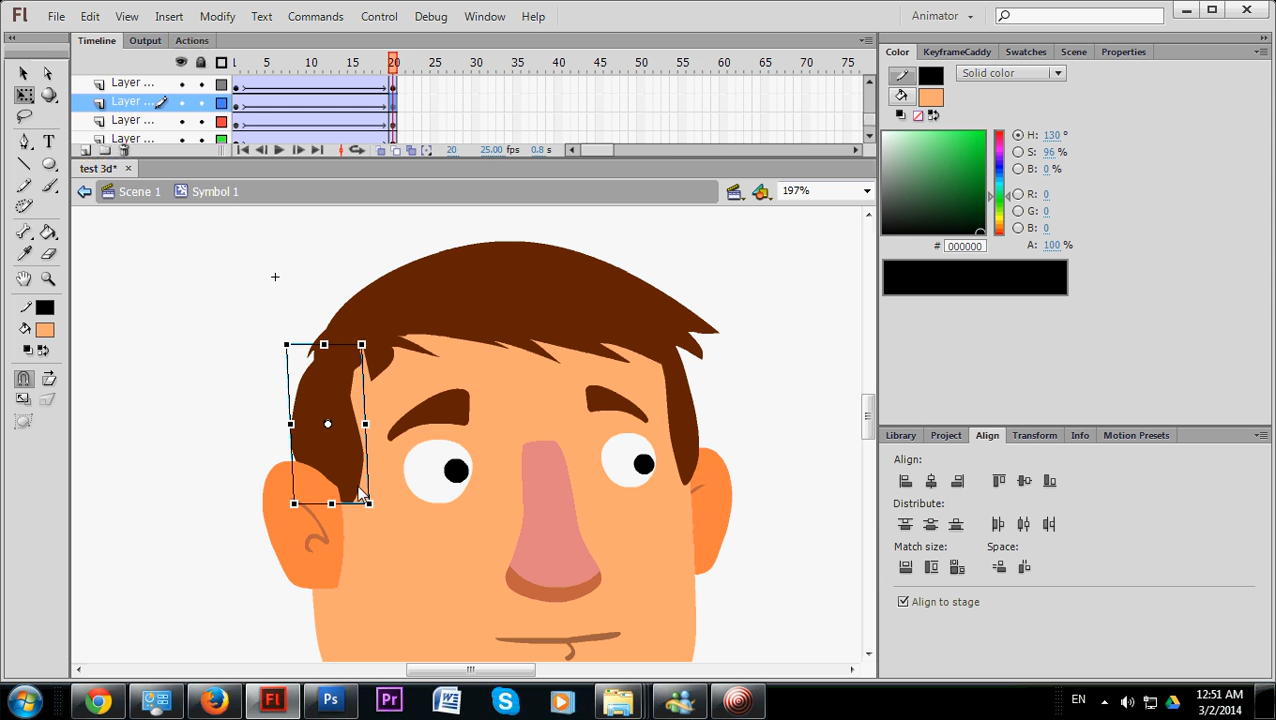 Fl File Edit View Insert Modify Text Commands Control Debug Window Help Animator
Timeline Output Actions
Color KeyframeCaddy Swatches Scene Properties
10 15 20 25 30 35 40 45 50 55 60 65 70 75
Solid color
Layer ...
Layer ...
Layer ...
Layer ...
H: 130 °
S: 96 %
B: 0 %
R: 0
G: 0
B: 0
# 000000 A: 100 %
20 25.00 fps 0.8 s
test 3d*
Scene 1 Symbol 1 197%
Library Project Align Transform Info Motion Presets
Align:
Distribute:
Match size: Space:
Align to stage
Fl Ps Pr W S
EN 12:51 AM
3/2/2014